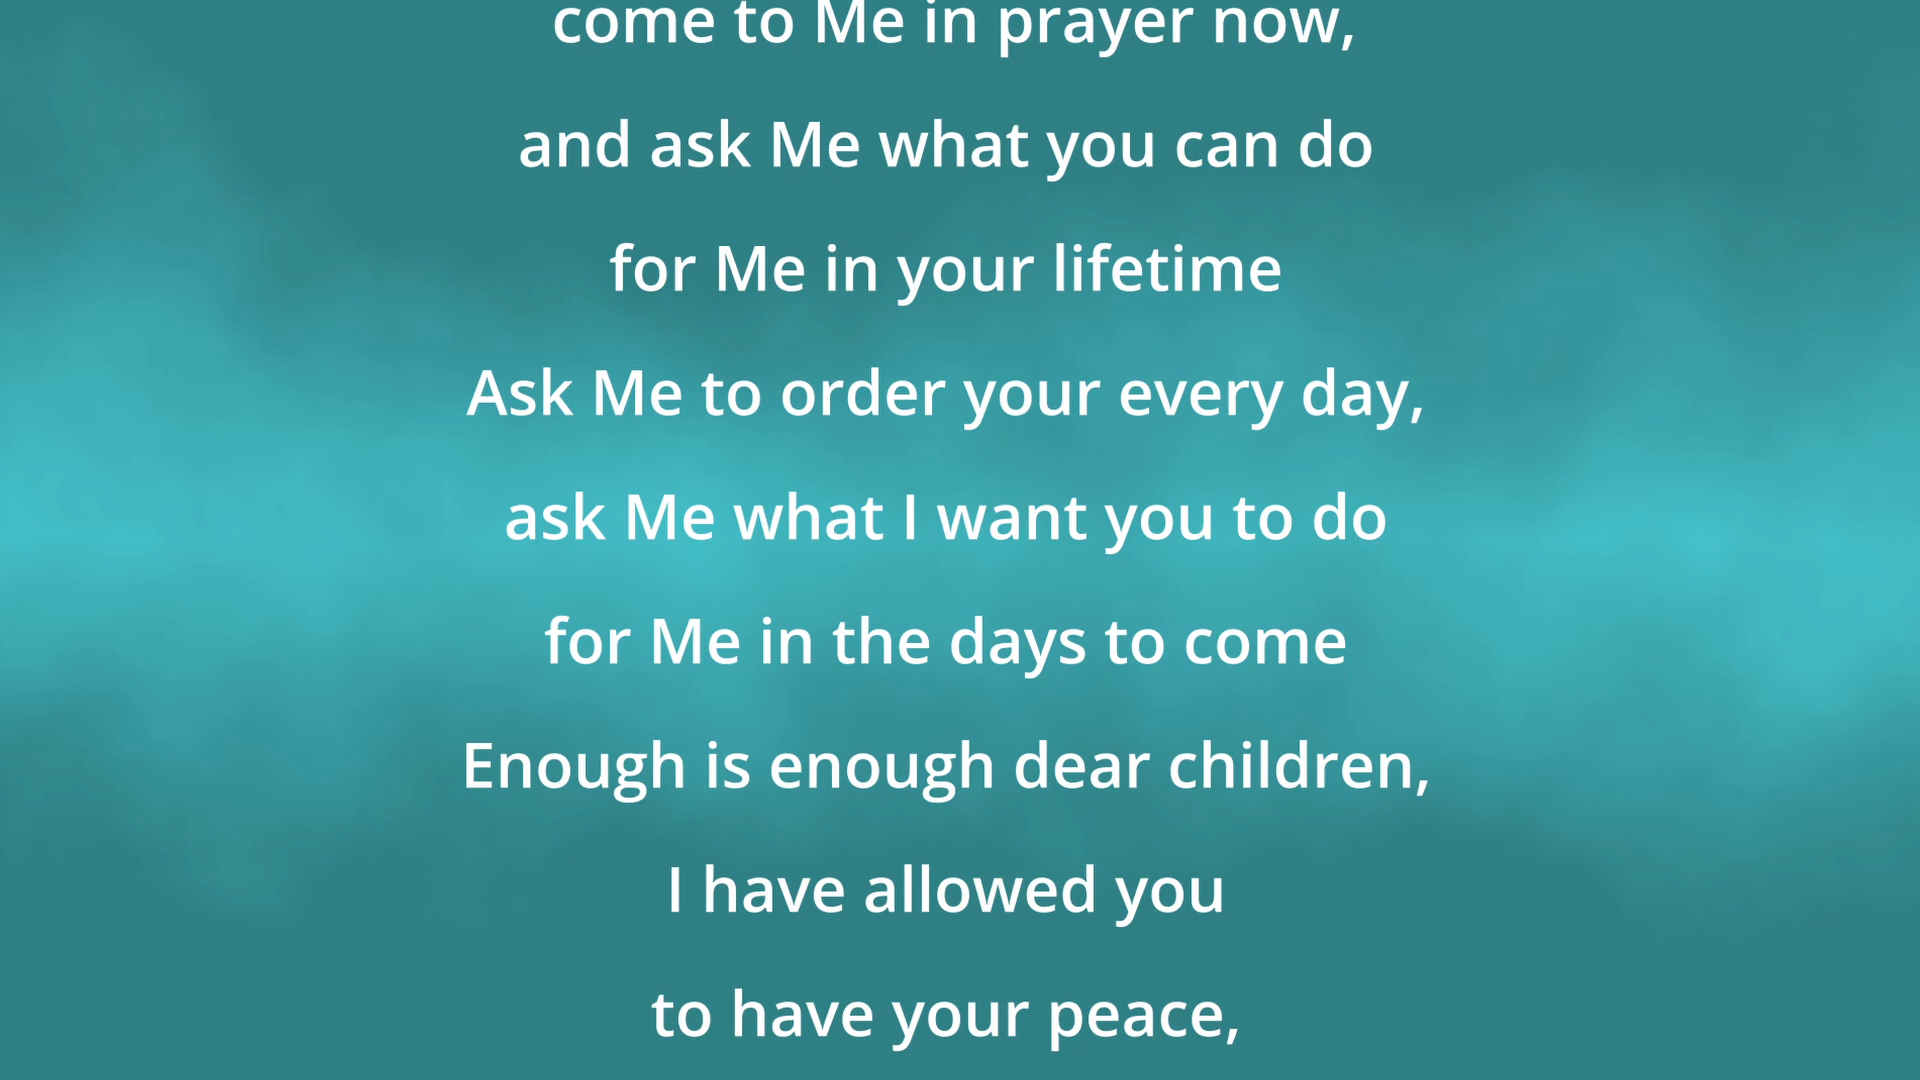 come to Me in prayer now,
and ask Me what you can do
for Me in your lifetime
Ask Me to order your every day,
ask Me what I want you to do
for Me in the days to come
Enough is enough dear children,
I have allowed you
to have your peace,